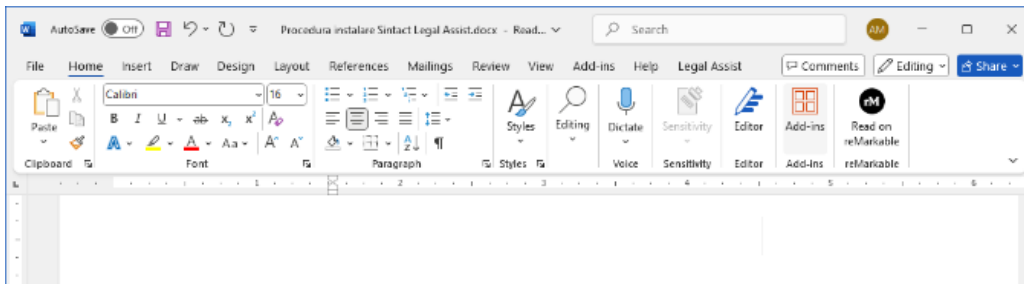 AutoSave Off Procedura instalare Sintact Legal Assist.docx - Read... Search AM
File Home Insert Draw Design Layout References Mailings Review View Add-ins Help Legal Assist Comments Editing Share
Calibri 16
Paste B I U ab x₂ x² A Styles Editing Dictate Sensitivity Editor Add-ins Read on reMarkable
rM
A A Aa A A A Z ¶
Clipboard Font Paragraph Styles Voice Sensitivity Editor Add-ins reMarkable
L 1 2 3 4 5 6